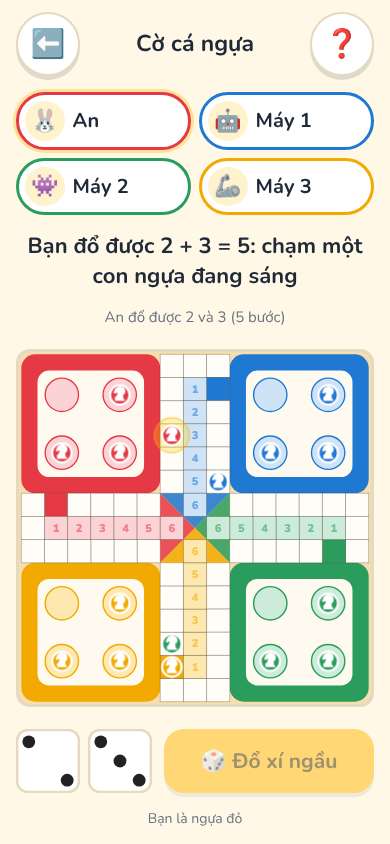 Cờ cá ngựa
An
Máy 1
Máy 2
Máy 3
Bạn đổ được 2 + 3 = 5: chạm một
con ngựa đang sáng
An đổ được 2 và 3 (5 bước)
1
2
3
4
5
6
1 2 3 4 5 6 6 5 4 3 2 1
6
5
4
3
2
1
Đổ xí ngầu
Bạn là ngựa đỏ